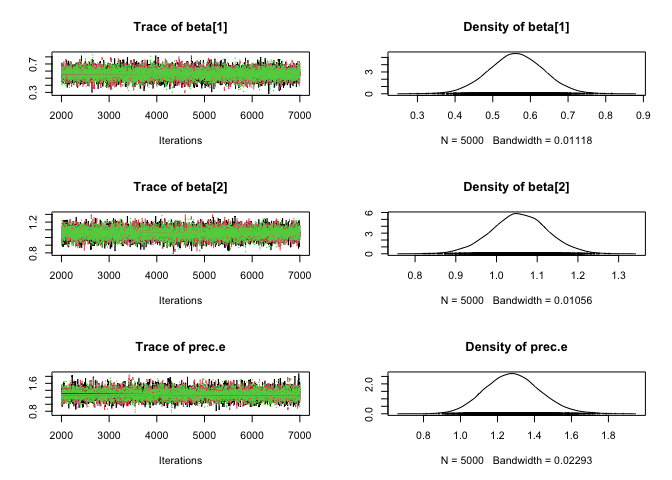 Trace of beta[1]
0.3 0.7
2000 3000 4000 5000 6000 7000
Iterations
Density of beta[1]
0 3
0.3 0.4 0.5 0.6 0.7 0.8 0.9
N = 5000 Bandwidth = 0.01118
Trace of beta[2]
0.8 1.2
2000 3000 4000 5000 6000 7000
Iterations
Density of beta[2]
0 3 6
0.8 0.9 1.0 1.1 1.2 1.3
N = 5000 Bandwidth = 0.01056
Trace of prec.e
0.8 1.6
2000 3000 4000 5000 6000 7000
Iterations
Density of prec.e
0.0 2.0
0.8 1.0 1.2 1.4 1.6 1.8
N = 5000 Bandwidth = 0.02293